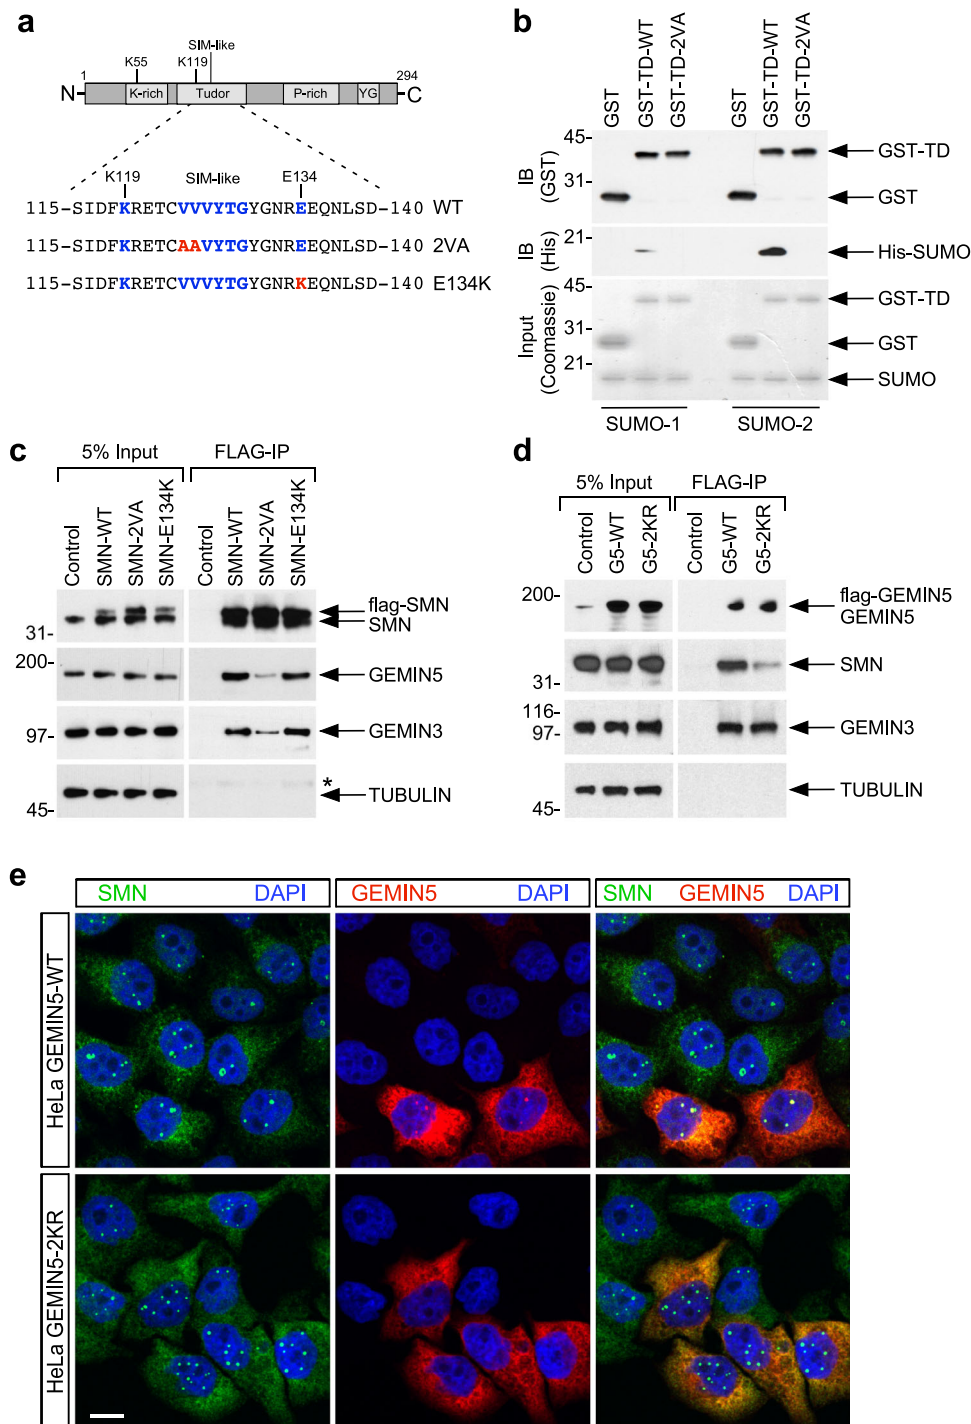 a
SIM-like
K55 K119
1 294
N K-rich Tudor P-rich YG C
K119 SIM-like E134
115–SIDFKRETCVVVYTGYGNREEQNLSD–140 WT
115–SIDFKRETCAAVYTGYGNREEQNLSD–140 2VA
115–SIDFKRETCVVVYTGYGNRKEQNLSD–140 E134K
b
GST GST-TD-WT GST-TD-2VA GST GST-TD-WT GST-TD-2VA
IB (GST)
45-
31-
GST-TD
GST
IB (His)
21-
His-SUMO
Input (Coomassie)
45-
31-
21-
GST-TD
GST
SUMO
SUMO-1 SUMO-2
c
5% Input FLAG-IP
Control SMN-WT SMN-2VA SMN-E134K Control SMN-WT SMN-2VA SMN-E134K
flag-SMN
SMN
31-
200-
GEMIN5
97-
GEMIN3
*
45-
TUBULIN
d
5% Input FLAG-IP
Control G5-WT G5-2KR Control G5-WT G5-2KR
200-
flag-GEMIN5
GEMIN5
SMN
31-
116-
97-
GEMIN3
TUBULIN
45-
e
SMN DAPI GEMIN5 DAPI SMN GEMIN5 DAPI
HeLa GEMIN5-WT
HeLa GEMIN5-2KR